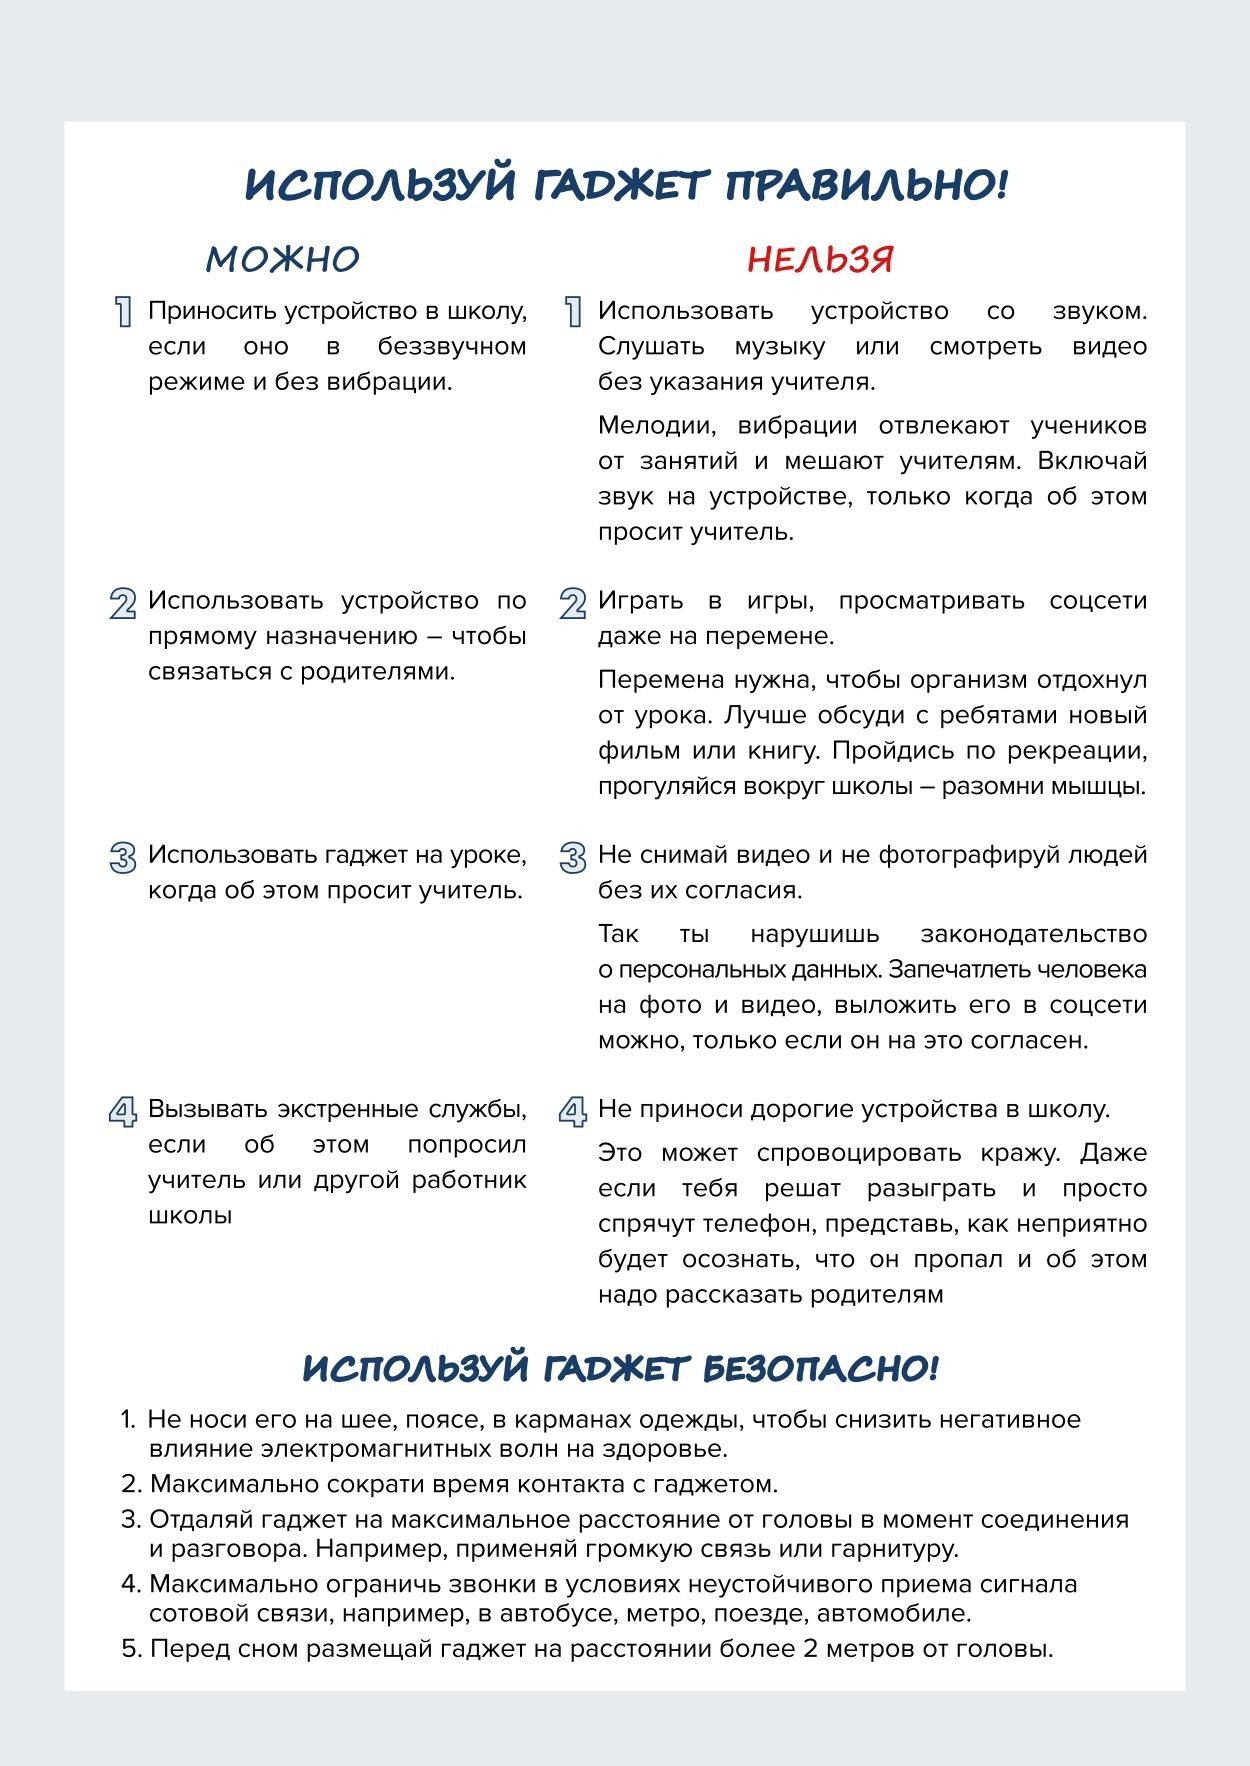 ИСПОЛЬЗУЙ ГАДЖЕТ ПРАВИЛЬНО!
МОЖНО
1 Приносить устройство в школу,
если оно в беззвучном
режиме и без вибрации.
2 Использовать устройство по
прямому назначению – чтобы
связаться с родителями.
3 Использовать гаджет на уроке,
когда об этом просит учитель.
4 Вызывать экстренные службы,
если об этом попросил
учитель или другой работник
школы
НЕЛЬЗЯ
1 Использовать устройство со звуком.
Слушать музыку или смотреть видео
без указания учителя.
Мелодии, вибрации отвлекают учеников
от занятий и мешают учителям. Включай
звук на устройстве, только когда об этом
просит учитель.
2 Играть в игры, просматривать соцсети
даже на перемене.
Перемена нужна, чтобы организм отдохнул
от урока. Лучше обсуди с ребятами новый
фильм или книгу. Пройдись по рекреации,
прогуляйся вокруг школы – разомни мышцы.
3 Не снимай видео и не фотографируй людей
без их согласия.
Так ты нарушишь законодательство
о персональных данных. Запечатлеть человека
на фото и видео, выложить его в соцсети
можно, только если он на это согласен.
4 Не приноси дорогие устройства в школу.
Это может спровоцировать кражу. Даже
если тебя решат разыграть и просто
спрячут телефон, представь, как неприятно
будет осознать, что он пропал и об этом
надо рассказать родителям
ИСПОЛЬЗУЙ ГАДЖЕТ БЕЗОПАСНО!
1. Не носи его на шее, поясе, в карманах одежды, чтобы снизить негативное
влияние электромагнитных волн на здоровье.
2. Максимально сократи время контакта с гаджетом.
3. Отдаляй гаджет на максимальное расстояние от головы в момент соединения
и разговора. Например, применяй громкую связь или гарнитуру.
4. Максимально ограничь звонки в условиях неустойчивого приема сигнала
сотовой связи, например, в автобусе, метро, поезде, автомобиле.
5. Перед сном размещай гаджет на расстоянии более 2 метров от головы.